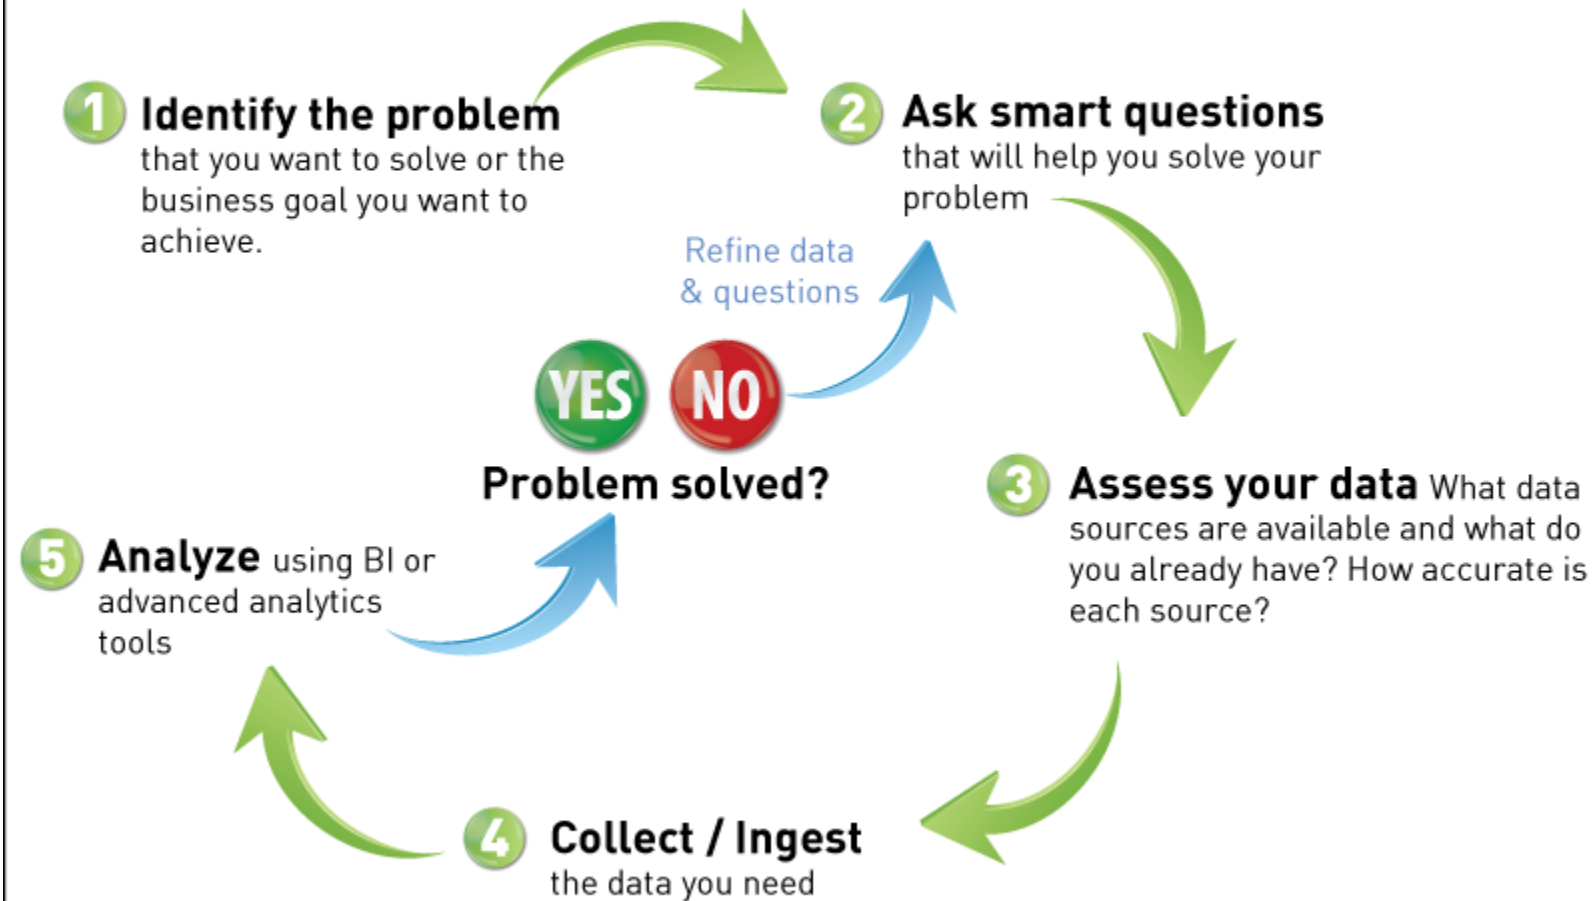 1 Identify the problem
that you want to solve or the
business goal you want to
achieve.
2 Ask smart questions
that will help you solve your
problem
Refine data
& questions
YES NO
Problem solved?
3 Assess your data What data
sources are available and what do
you already have? How accurate is
each source?
4 Collect / Ingest
the data you need
5 Analyze using BI or
advanced analytics
tools